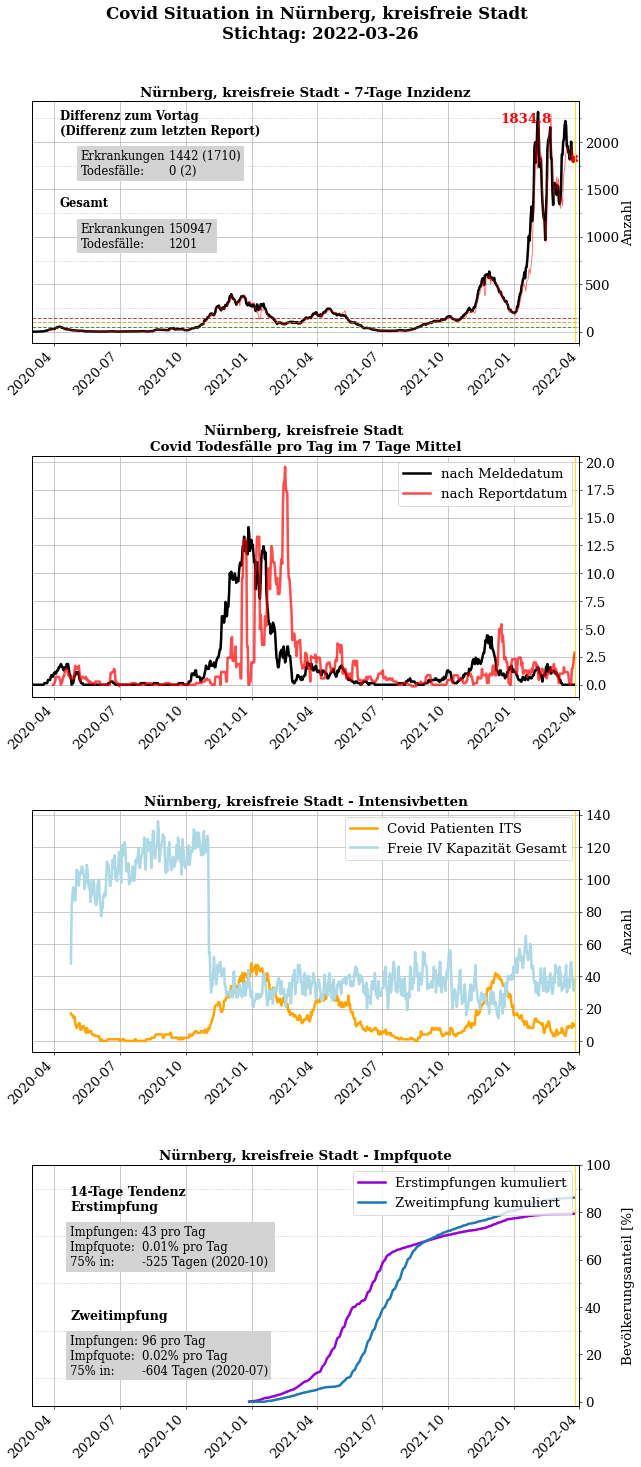 Covid Situation in Nürnberg, kreisfreie Stadt
Stichtag: 2022-03-26
Nürnberg, kreisfreie Stadt - 7-Tage Inzidenz
Differenz zum Vortag
(Differenz zum letzten Report)
Erkrankungen 1442 (1710)
Todesfälle: 0 (2)
Gesamt
Erkrankungen 150947
Todesfälle: 1201
1834.8
2000
1500
1000
500
0
Anzahl
2020-04
2020-07
2020-10
2021-01
2021-04
2021-07
2021-10
2022-01
2022-04
Nürnberg, kreisfreie Stadt
Covid Todesfälle pro Tag im 7 Tage Mittel
nach Meldedatum
nach Reportdatum
20.0
17.5
15.0
12.5
10.0
7.5
5.0
2.5
0.0
2020-04
2020-07
2020-10
2021-01
2021-04
2021-07
2021-10
2022-01
2022-04
Nürnberg, kreisfreie Stadt - Intensivbetten
Covid Patienten ITS
Freie IV Kapazität Gesamt
140
120
100
80
60
40
20
0
Anzahl
2020-04
2020-07
2020-10
2021-01
2021-04
2021-07
2021-10
2022-01
2022-04
Nürnberg, kreisfreie Stadt - Impfquote
14-Tage Tendenz
Erstimpfung
Impfungen: 43 pro Tag
Impfquote: 0.01% pro Tag
75% in: -525 Tagen (2020-10)
Zweitimpfung
Impfungen: 96 pro Tag
Impfquote: 0.02% pro Tag
75% in: -604 Tagen (2020-07)
Erstimpfungen kumuliert
Zweitimpfung kumuliert
100
80
60
40
20
0
Bevölkerungsanteil [%]
2020-04
2020-07
2020-10
2021-01
2021-04
2021-07
2021-10
2022-01
2022-04